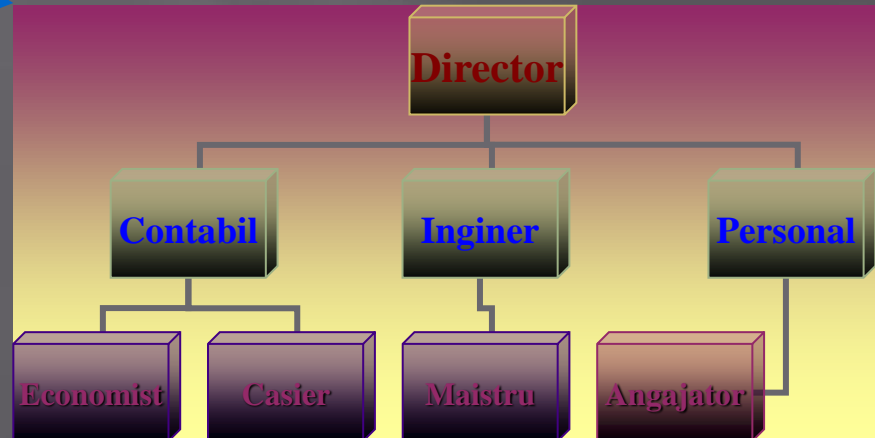 Director
Contabil
Inginer
Personal
Economist
Casier
Maistru
Angajator